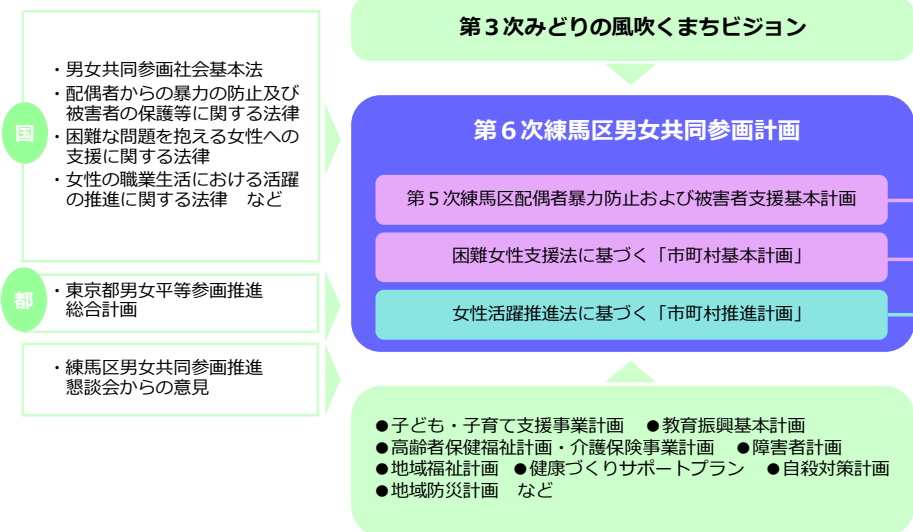 国
・男女共同参画社会基本法
・配偶者からの暴力の防止及び
被害者の保護等に関する法律
・困難な問題を抱える女性への
支援に関する法律
・女性の職業生活における活躍
の推進に関する法律　など
都
・東京都男女平等参画推進
総合計画
・練馬区男女共同参画推進
懇談会からの意見
第３次みどりの風吹くまちビジョン
第６次練馬区男女共同参画計画
第５次練馬区配偶者暴力防止および被害者支援基本計画
困難女性支援法に基づく「市町村基本計画」
女性活躍推進法に基づく「市町村推進計画」
●子ども・子育て支援事業計画　●教育振興基本計画
●高齢者保健福祉計画・介護保険事業計画　●障害者計画
●地域福祉計画　●健康づくりサポートプラン　●自殺対策計画
●地域防災計画　など